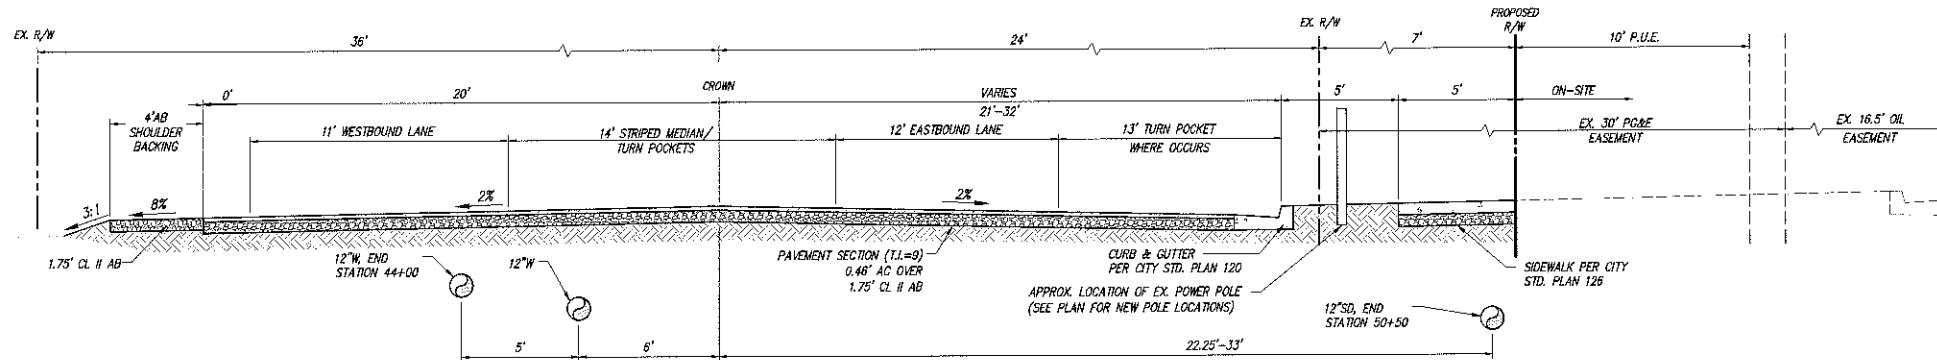 EX. R/W
36'
24'
EX. R/W
7'
PROPOSED
R/W
10' P.U.E.
0'
20'
CROWN
VARIES
21'-32'
5'
5'
ON-SITE
4'AB
SHOULDER
BACKING
11' WESTBOUND LANE
14' STRIPED MEDIAN/
TURN POCKETS
12' EASTBOUND LANE
13' TURN POCKET
WHERE OCCURS
EX. 30' PG&E
EASEMENT
EX. 16.5' OIL
EASEMENT
3:1
8%
2%
2%
1.75' CL II AB
12"W, END
STATION 44+00
12"W
PAVEMENT SECTION (T.I.=9)
0.46' AC OVER
1.75' CL II AB
CURB & GUTTER
PER CITY STD. PLAN 120
APPROX. LOCATION OF EX. POWER POLE
(SEE PLAN FOR NEW POLE LOCATIONS)
SIDEWALK PER CITY
STD. PLAN 126
12"SD, END
STATION 50+50
5'
6'
22.25'-33'